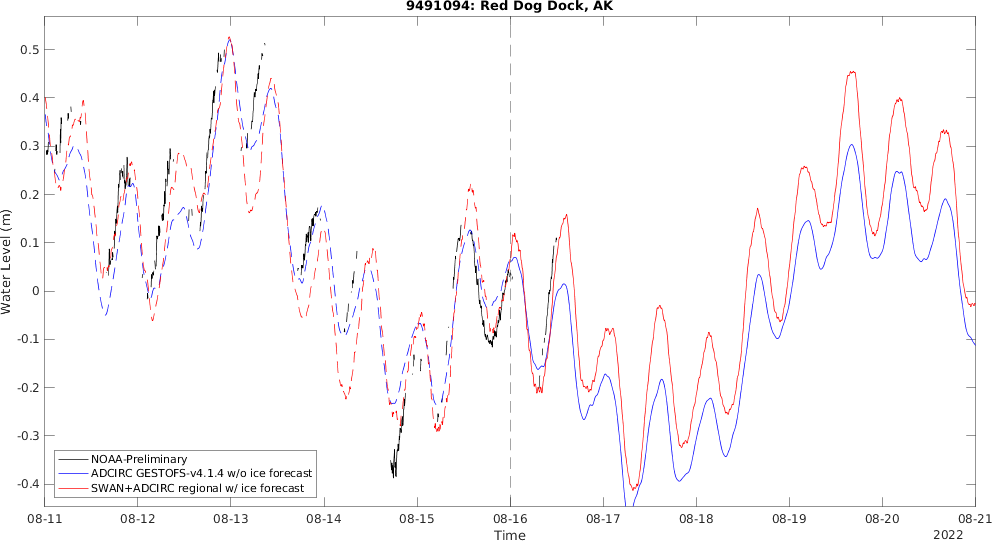 9491094: Red Dog Dock, AK
Water Level (m)
0.5
0.4
0.3
0.2
0.1
0
-0.1
-0.2
-0.3
-0.4
NOAA-Preliminary
ADCIRC GESTOFS-v4.1.4 w/o ice forecast
SWAN+ADCIRC regional w/ ice forecast
08-11 08-12 08-13 08-14 08-15 08-16 08-17 08-18 08-19 08-20 08-21
Time
2022